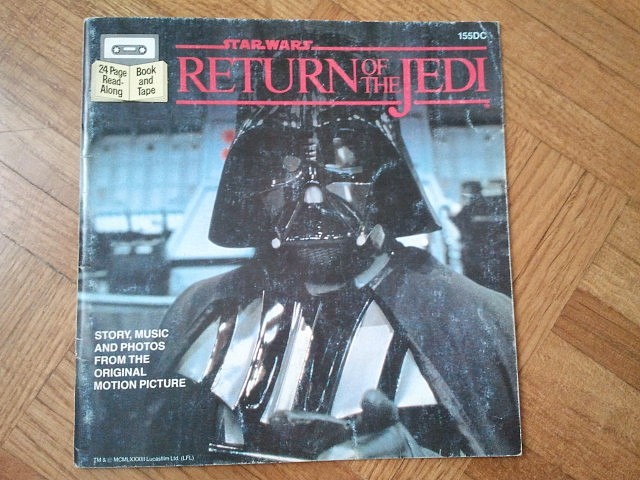 155DC
STAR WARS
RETURN OF THE JEDI
24 Page
Read-
Along
Book
and
Tape
STORY, MUSIC
AND PHOTOS
FROM THE
ORIGINAL
MOTION PICTURE
TM & © MCMLXXXIII Lucasfilm Ltd. (LFL)